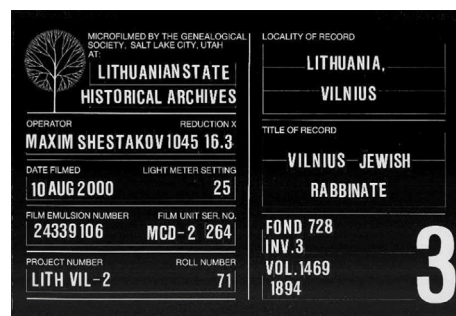 MICROFILMED BY THE GENEALOGICAL
SOCIETY, SALT LAKE CITY, UTAH
AT:
LITHUANIAN STATE
HISTORICAL ARCHIVES
OPERATOR REDUCTION X
MAXIM SHESTAKOV 1045 16.3
DATE FILMED LIGHT METER SETTING
10 AUG 2000 25
FILM EMULSION NUMBER FILM UNIT SER. NO.
24339106 MCD-2 264
PROJECT NUMBER ROLL NUMBER
LITH VIL-2 71
LOCALITY OF RECORD
LITHUANIA,
VILNIUS
TITLE OF RECORD
VILNIUS JEWISH
RABBINATE
FOND 728
INV.3
VOL.1469
1894
3